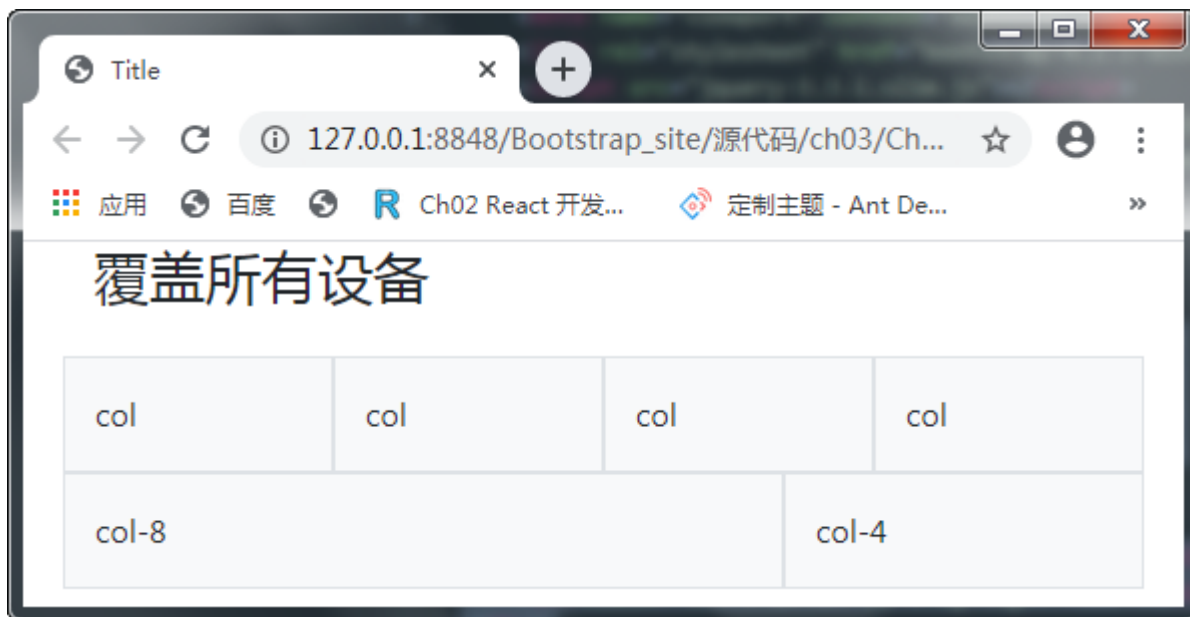 Title
127.0.0.1:8848/Bootstrap_site/源代码/ch03/Ch...
应用 百度 Ch02 React 开发... 定制主题 - Ant De...
覆盖所有设备
col col col col
col-8 col-4